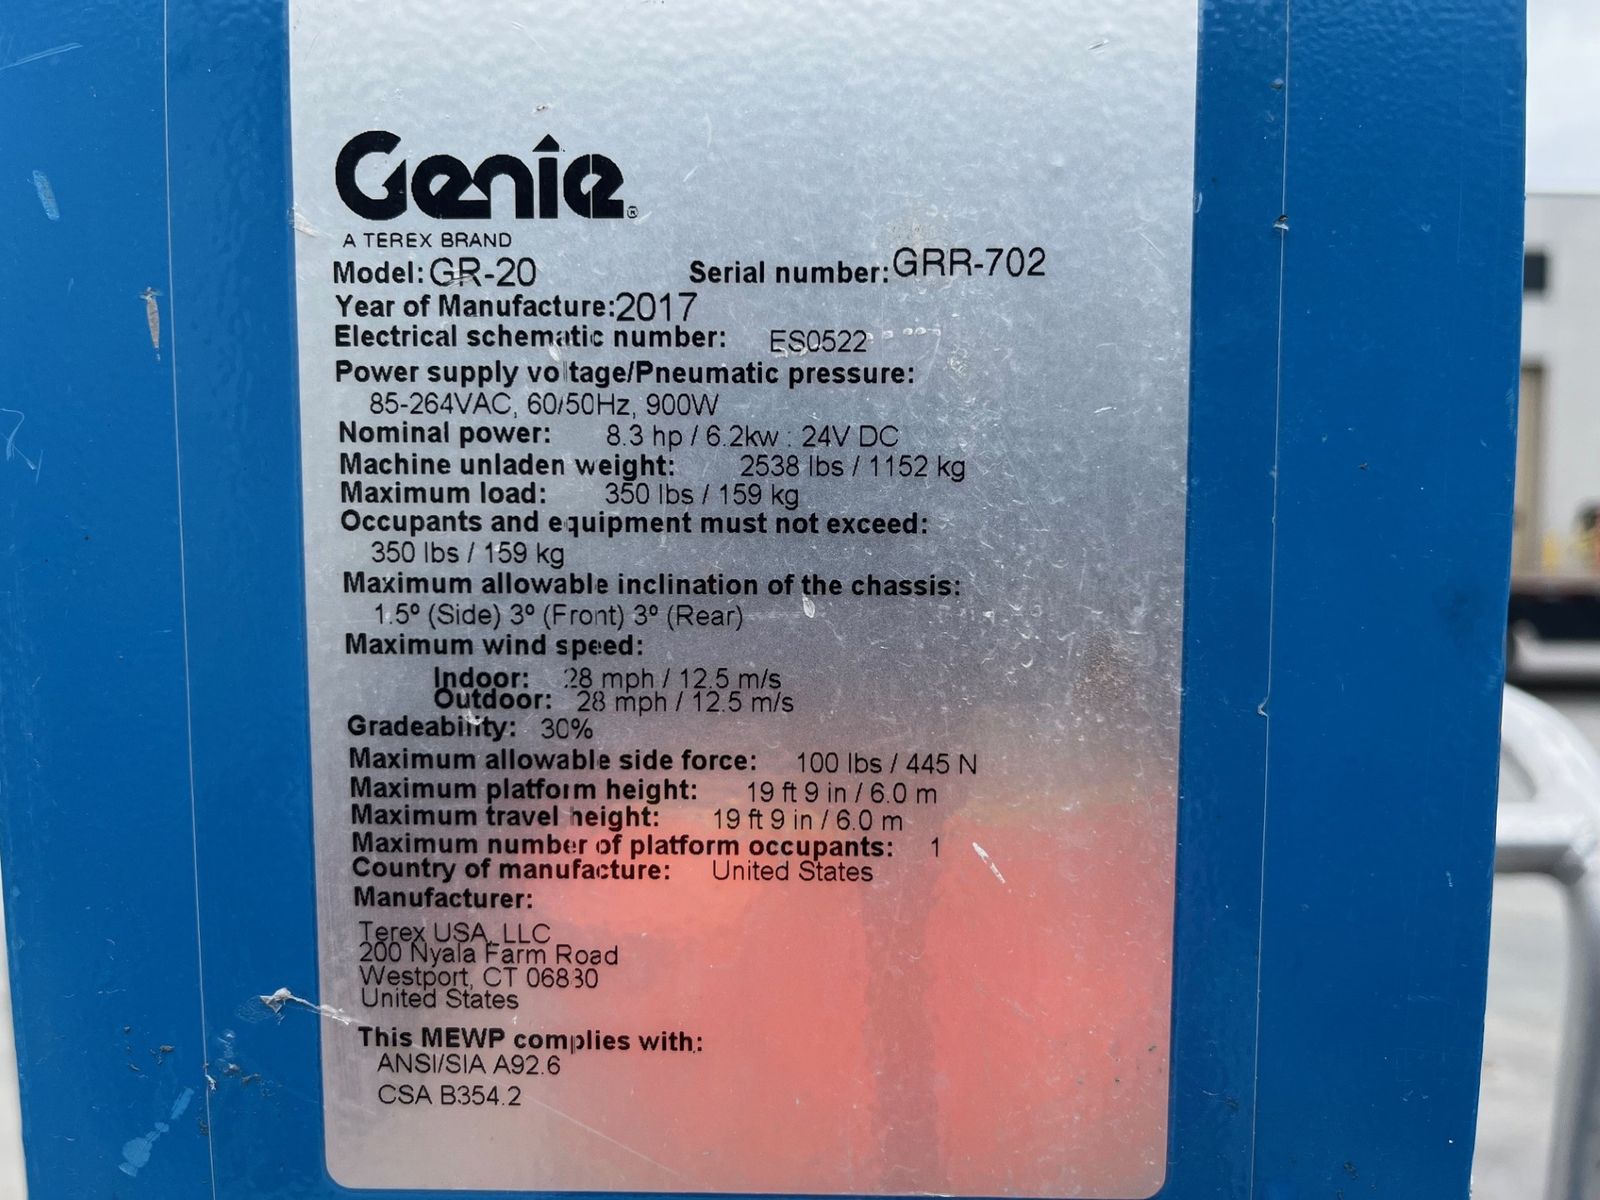 Genie®
A TEREX BRAND
Model: GR-20 Serial number: GRR-702
Year of Manufacture: 2017
Electrical schematic number: ES0522
Power supply voltage/Pneumatic pressure:
85-264VAC, 60/50Hz, 900W
Nominal power: 8.3 hp / 6.2kw : 24V DC
Machine unladen weight: 2538 lbs / 1152 kg
Maximum load: 350 lbs / 159 kg
Occupants and equipment must not exceed:
350 lbs / 159 kg
Maximum allowable inclination of the chassis:
1.5º (Side) 3º (Front) 3º (Rear)
Maximum wind speed:
Indoor: 28 mph / 12.5 m/s
Outdoor: 28 mph / 12.5 m/s
Gradeability: 30%
Maximum allowable side force: 100 lbs / 445 N
Maximum platform height: 19 ft 9 in / 6.0 m
Maximum travel height: 19 ft 9 in / 6.0 m
Maximum number of platform occupants: 1
Country of manufacture: United States
Manufacturer:
Terex USA, LLC
200 Nyala Farm Road
Westport, CT 06830
United States
This MEWP complies with:
ANSI/SIA A92.6
CSA B354.2